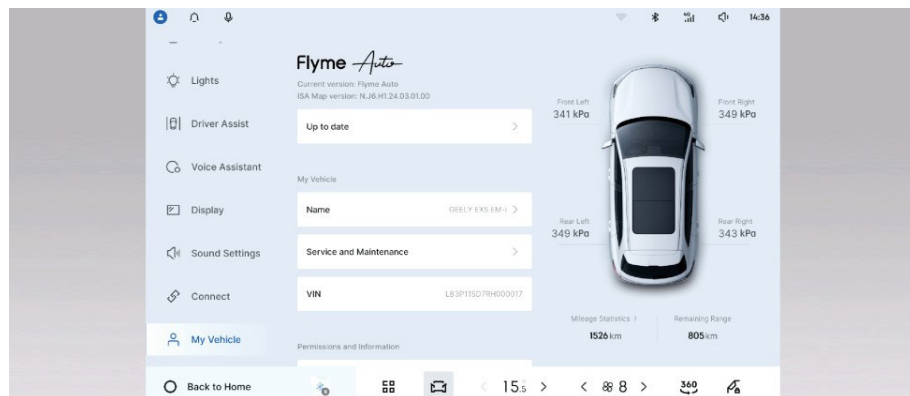 14:36
Lights
Driver Assist
Voice Assistant
Display
Sound Settings
Connect
My Vehicle
Back to Home
Flyme Auto
Current version: Flyme Auto
ISA Map version: N.J6.H1.24.03.01.00
Up to date
My Vehicle
Name GEELY EX5 EM-i
Service and Maintenance
VIN LB3P11SD7RH000017
Permissions and Information
Front Left
341 kPa
Front Right
349 kPa
Rear Left
349 kPa
Rear Right
343 kPa
Mileage Statistics
1526 km
Remaining Range
805 km
15.5
8
360